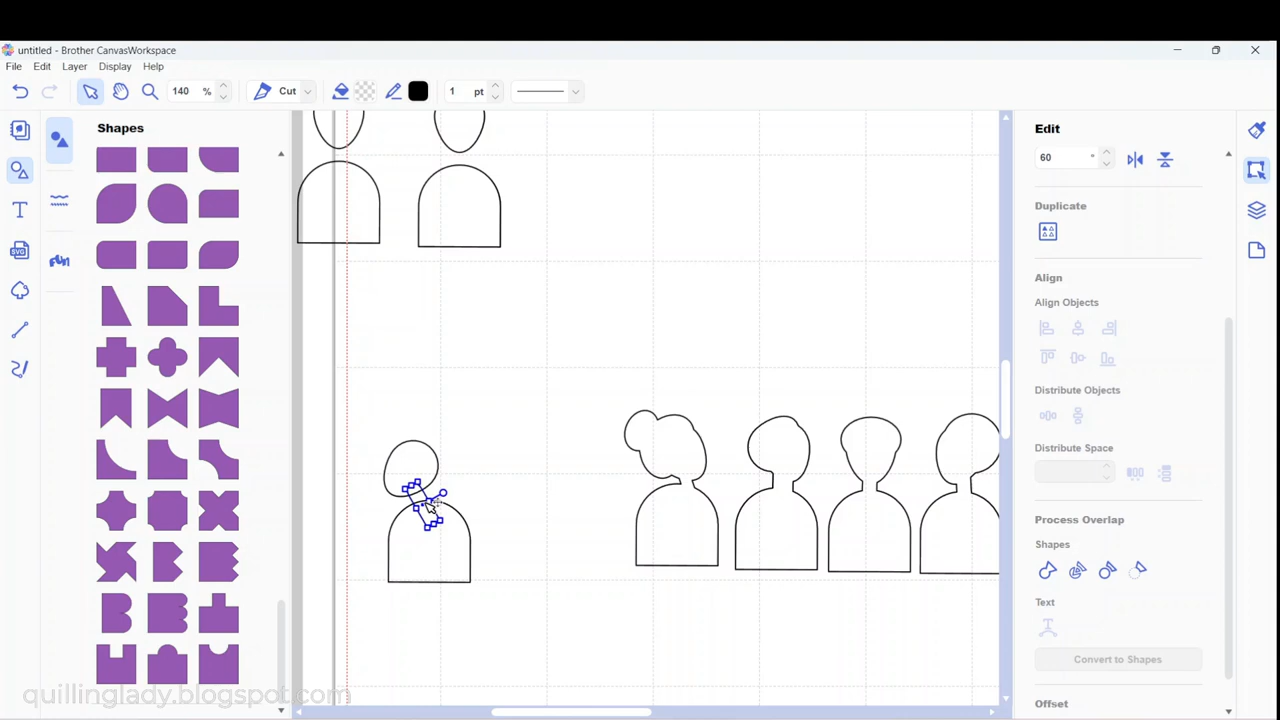 untitled - Brother CanvasWorkspace
File Edit Layer Display Help
140 %
Cut
1 pt
Shapes
Edit
60 °
Duplicate
Align
Align Objects
Distribute Objects
Distribute Space
Process Overlap
Shapes
Text
Convert to Shapes
Offset
quillinglady.blogspot.com